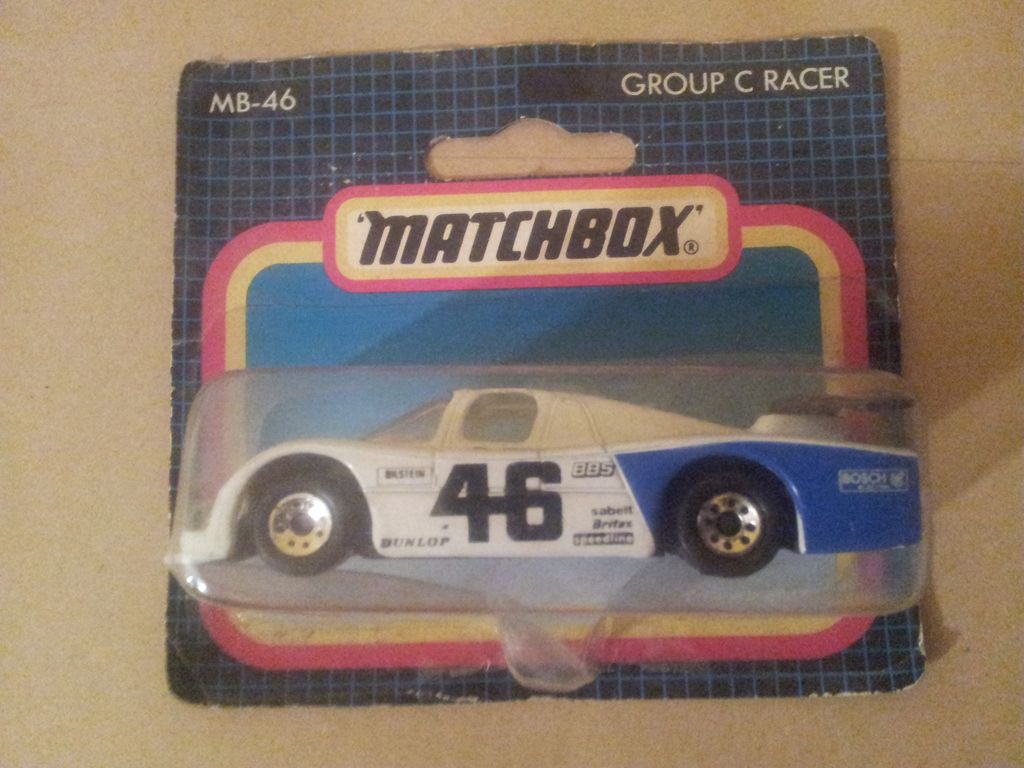 MB-46
GROUP C RACER
'MATCHBOX'®
BILSTEIN
46
BBS
sabelt
Britax
speedline
DUNLOP
BOSCH